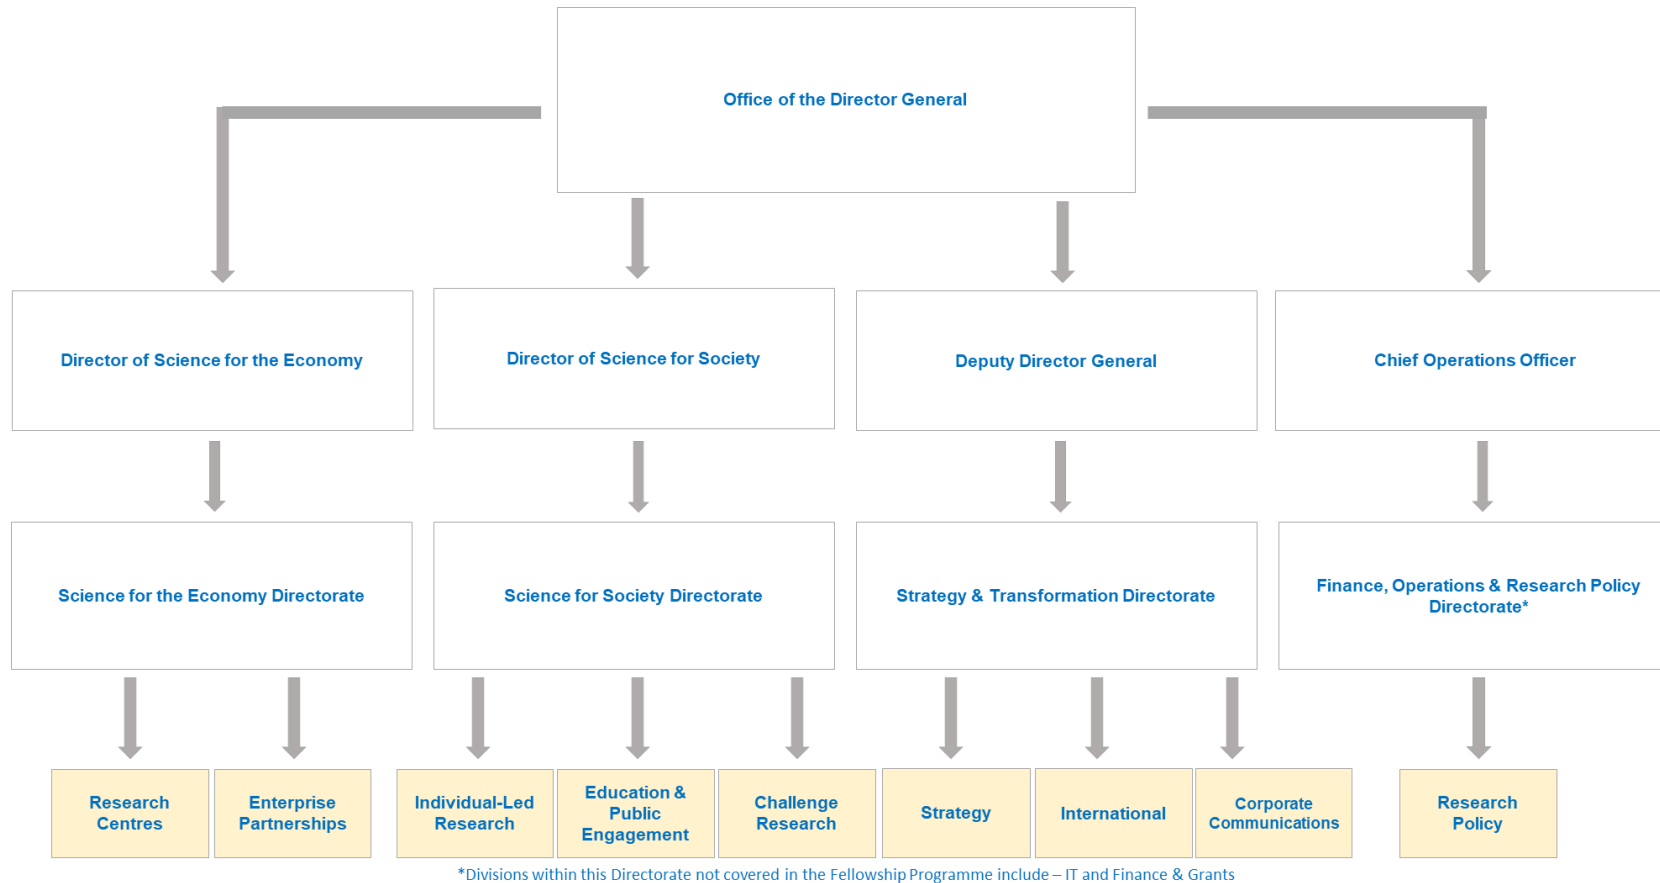 Office of the Director General
Director of Science for the Economy
Director of Science for Society
Deputy Director General
Chief Operations Officer
Science for the Economy Directorate
Science for Society Directorate
Strategy & Transformation Directorate
Finance, Operations & Research Policy
Directorate*
Research
Centres
Enterprise
Partnerships
Individual-Led
Research
Education &
Public
Engagement
Challenge
Research
Strategy
International
Corporate
Communications
Research
Policy
*Divisions within this Directorate not covered in the Fellowship Programme include – IT and Finance & Grants